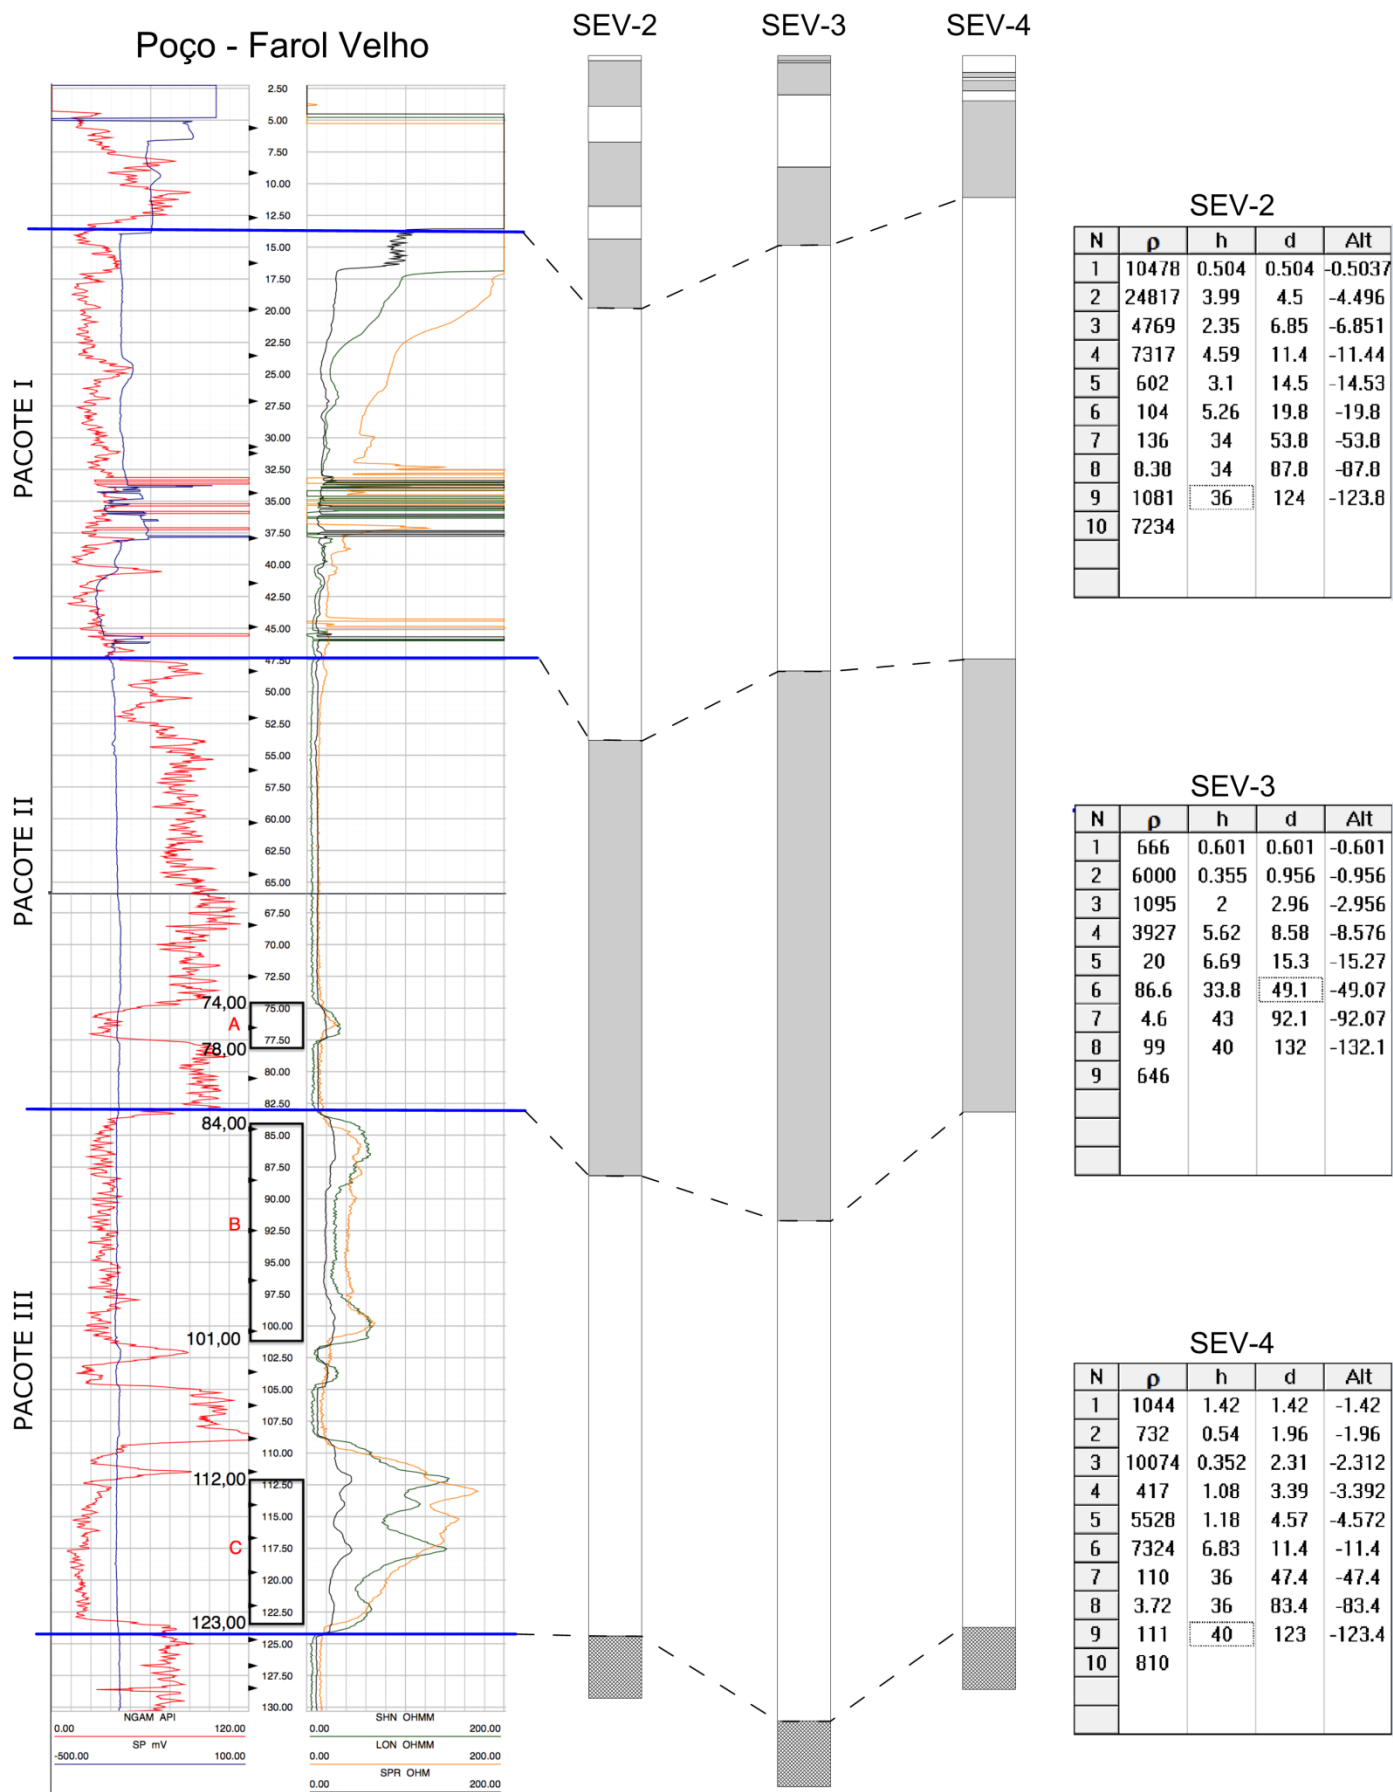 Poço - Farol Velho
SEV-2
SEV-3
SEV-4
PACOTE I
PACOTE II
PACOTE III
2.50
5.00
7.50
10.00
12.50
15.00
17.50
20.00
22.50
25.00
27.50
30.00
32.50
35.00
37.50
40.00
42.50
45.00
47.50
50.00
52.50
55.00
57.50
60.00
62.50
65.00
67.50
70.00
72.50
74,00
75.00
A
77.50
78,00
80.00
82.50
84,00
85.00
87.50
90.00
B
92.50
95.00
97.50
100.00
101,00
102.50
105.00
107.50
110.00
112,00
112.50
115.00
C
117.50
120.00
122.50
123,00
125.00
127.50
130.00
NGAM API
0.00 120.00
SP mV
-500.00 100.00
SHN OHMM
0.00 200.00
LON OHMM
0.00 200.00
SPR OHM
0.00 200.00
SEV-2
N ρ h d Alt
1 10478 0.504 0.504 -0.5037
2 24817 3.99 4.5 -4.496
3 4769 2.35 6.85 -6.851
4 7317 4.59 11.4 -11.44
5 602 3.1 14.5 -14.53
6 104 5.26 19.8 -19.8
7 136 34 53.8 -53.8
8 8.38 34 87.8 -87.8
9 1081 36 124 -123.8
10 7234
SEV-3
N ρ h d Alt
1 666 0.601 0.601 -0.601
2 6000 0.355 0.956 -0.956
3 1095 2 2.96 -2.956
4 3927 5.62 8.58 -8.576
5 20 6.69 15.3 -15.27
6 86.6 33.8 49.1 -49.07
7 4.6 43 92.1 -92.07
8 99 40 132 -132.1
9 646
SEV-4
N ρ h d Alt
1 1044 1.42 1.42 -1.42
2 732 0.54 1.96 -1.96
3 10074 0.352 2.31 -2.312
4 417 1.08 3.39 -3.392
5 5528 1.18 4.57 -4.572
6 7324 6.83 11.4 -11.4
7 110 36 47.4 -47.4
8 3.72 36 83.4 -83.4
9 111 40 123 -123.4
10 810